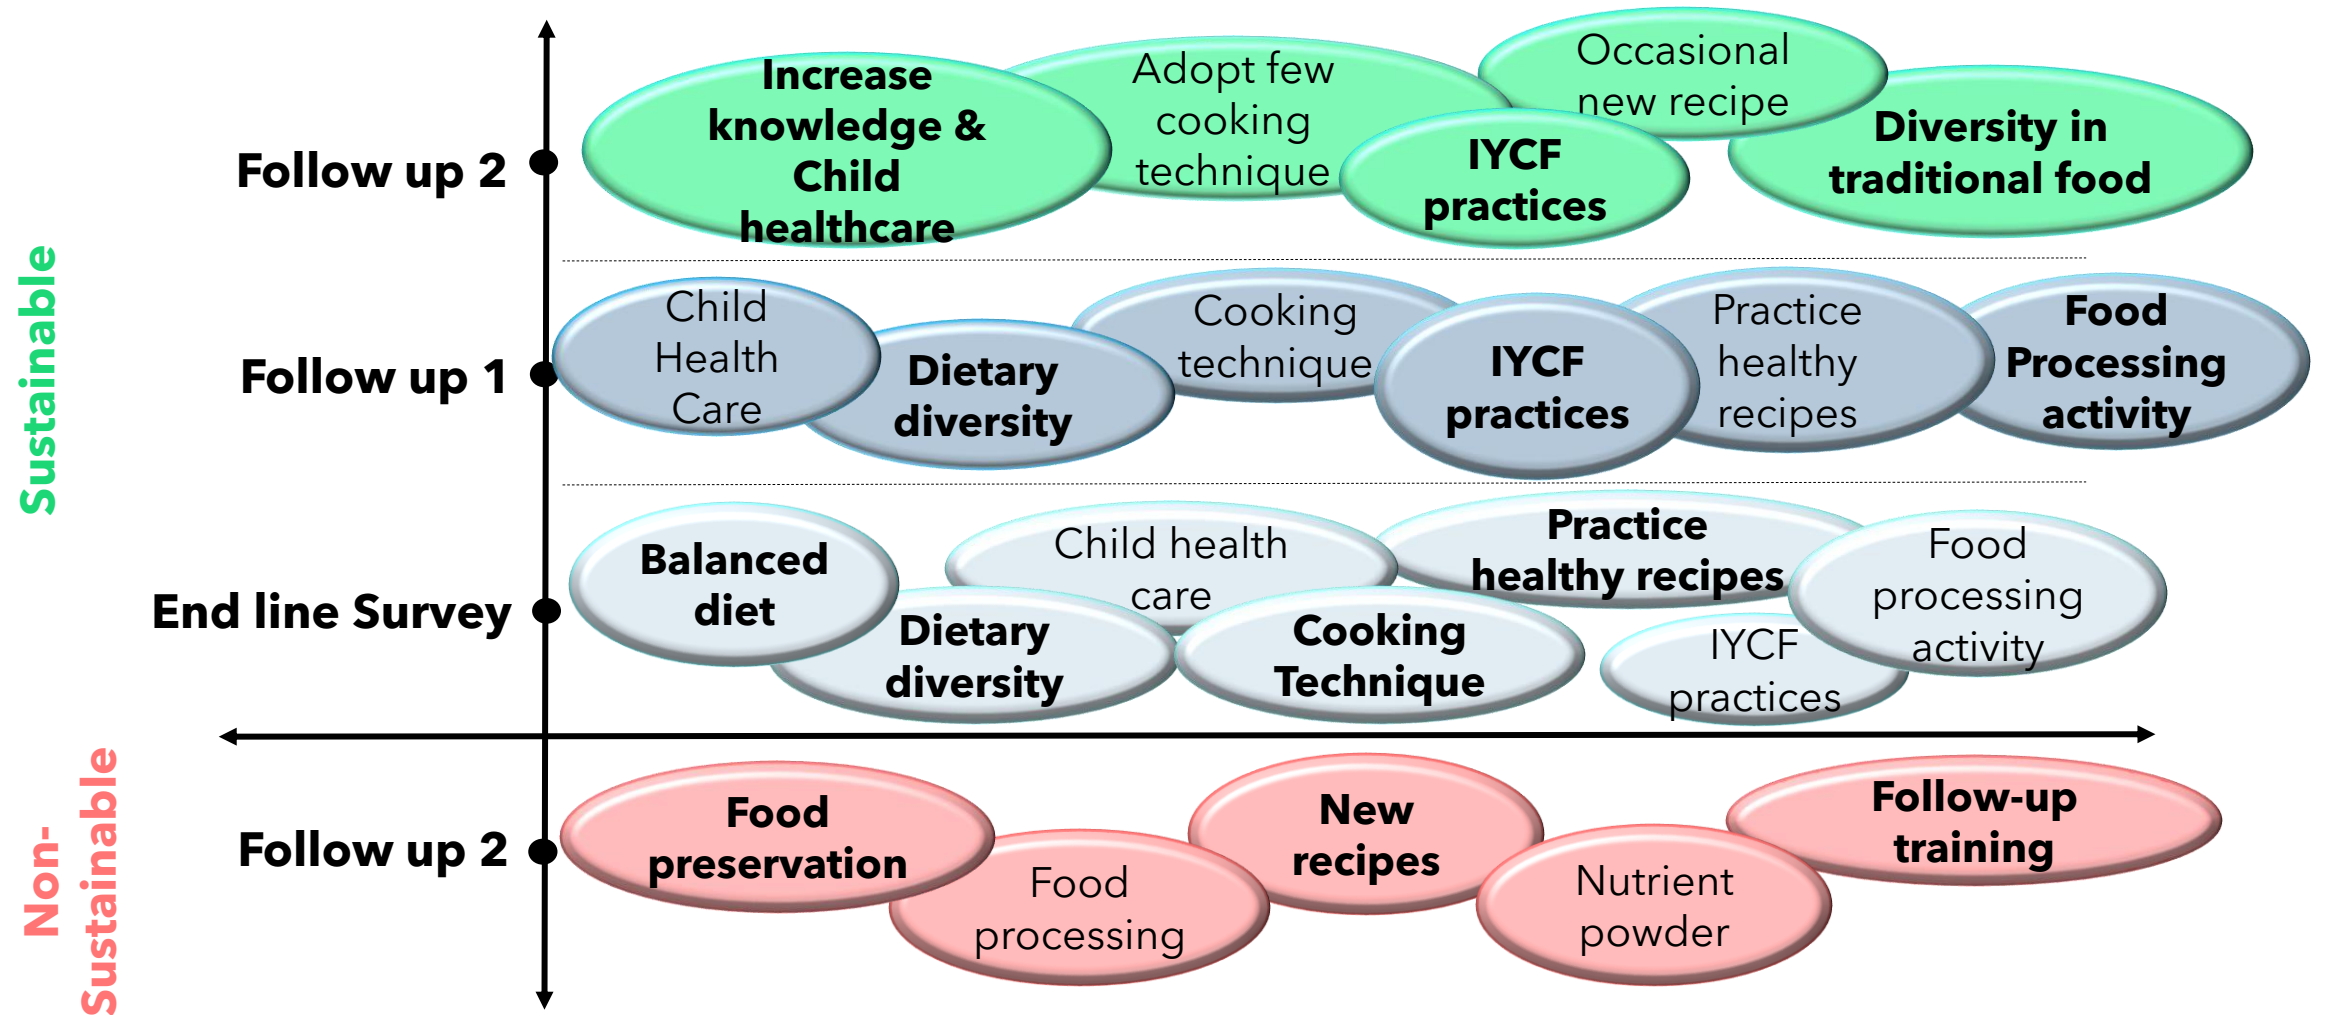 Sustainable
Follow up 2
Increase
knowledge &
Child
healthcare
Adopt few
cooking
technique
IYCF
practices
Occasional
new recipe
Diversity in
traditional food
Follow up 1
Child
Health
Care
Dietary
diversity
Cooking
technique
IYCF
practices
Practice
healthy
recipes
Food
Processing
activity
End line Survey
Balanced
diet
Dietary
diversity
Child health
care
Cooking
Technique
Practice
healthy recipes
IYCF
practices
Food
processing
activity
Non-
Sustainable
Follow up 2
Food
preservation
Food
processing
New
recipes
Nutrient
powder
Follow-up
training